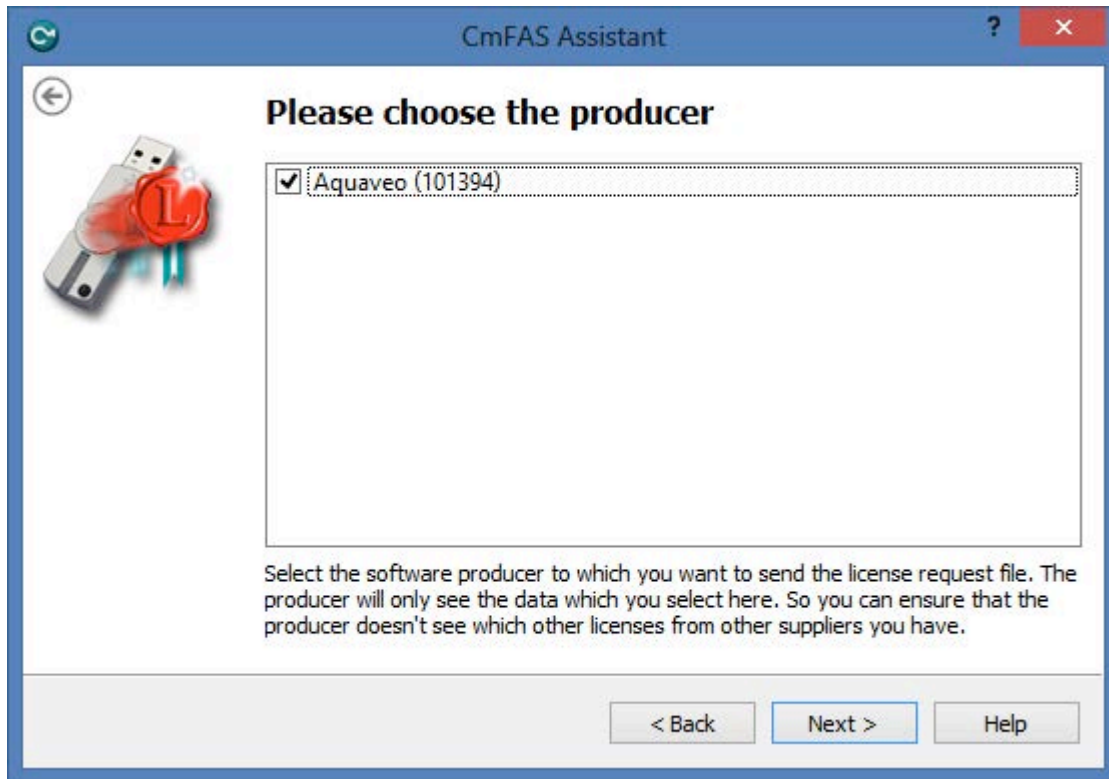 CmFAS Assistant
?
Please choose the producer
Aquaveo (101394)
L
Select the software producer to which you want to send the license request file. The
producer will only see the data which you select here. So you can ensure that the
producer doesn't see which other licenses from other suppliers you have.
< Back
Next >
Help